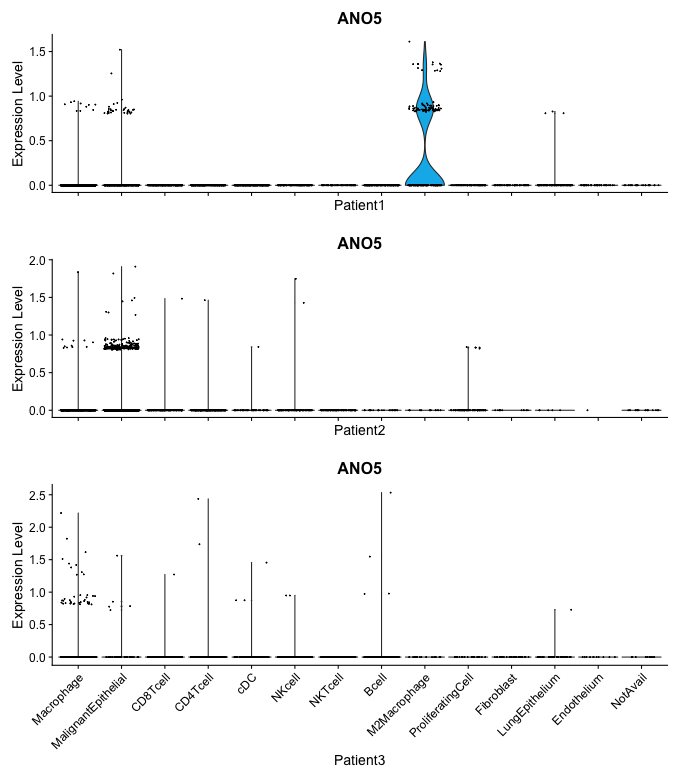 ANO5
Expression Level
1.5
1.0
0.5
0.0
Patient1
ANO5
Expression Level
2.0
1.5
1.0
0.5
0.0
Patient2
ANO5
Expression Level
2.5
2.0
1.5
1.0
0.5
0.0
Macrophage
MalignantEpithelial
CD8Tcell
CD4Tcell
cDC
NKcell
NKTcell
Bcell
M2Macrophage
ProliferatingCell
Fibroblast
LungEpithelium
Endothelium
NotAvail
Patient3